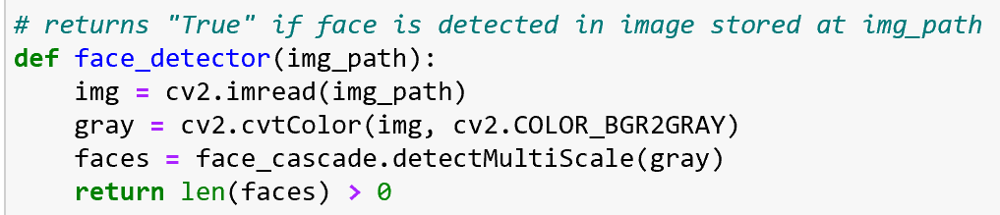 # returns "True" if face is detected in image stored at img_path
def face_detector(img_path):
    img = cv2.imread(img_path)
    gray = cv2.cvtColor(img, cv2.COLOR_BGR2GRAY)
    faces = face_cascade.detectMultiScale(gray)
    return len(faces) > 0